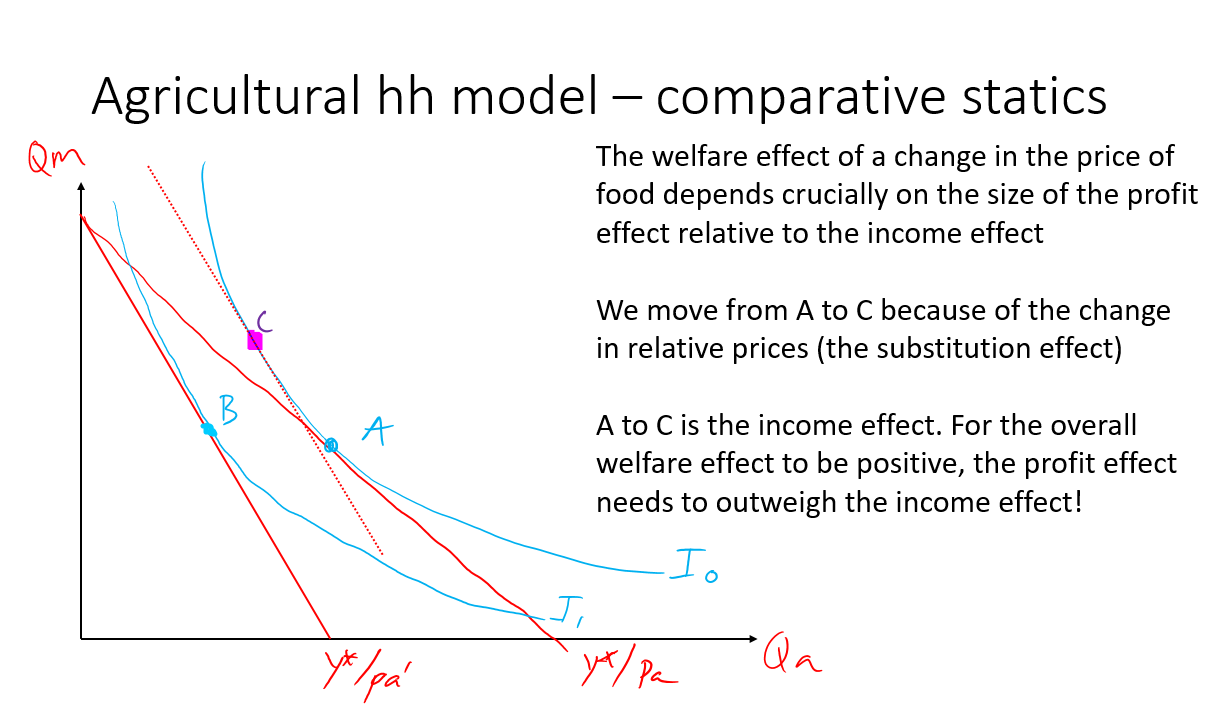 Agricultural hh model – comparative statics
Qm
The welfare effect of a change in the price of
food depends crucially on the size of the profit
effect relative to the income effect
We move from A to C because of the change
in relative prices (the substitution effect)
A to C is the income effect. For the overall
welfare effect to be positive, the profit effect
needs to outweigh the income effect!
C
B
A
I₀
I₁
Y*/pa'
Y*/Pa
Qa